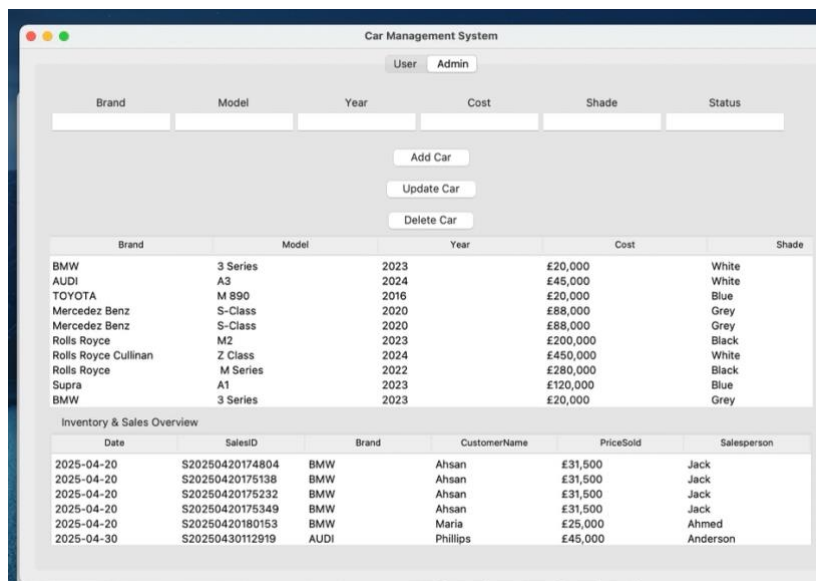 Car Management System
User Admin
Brand Model Year Cost Shade Status
Add Car
Update Car
Delete Car
Brand Model Year Cost Shade
BMW 3 Series 2023 £20,000 White
AUDI A3 2024 £45,000 White
TOYOTA M 890 2016 £20,000 Blue
Mercedez Benz S-Class 2020 £88,000 Grey
Mercedez Benz S-Class 2020 £88,000 Grey
Rolls Royce M2 2023 £200,000 Black
Rolls Royce Cullinan Z Class 2024 £450,000 White
Rolls Royce M Series 2022 £280,000 Black
Supra A1 2023 £120,000 Blue
BMW 3 Series 2023 £20,000 Grey
Inventory & Sales Overview
Date SalesID Brand CustomerName PriceSold Salesperson
2025-04-20 S20250420174804 BMW Ahsan £31,500 Jack
2025-04-20 S20250420175138 BMW Ahsan £31,500 Jack
2025-04-20 S20250420175232 BMW Ahsan £31,500 Jack
2025-04-20 S20250420175349 BMW Ahsan £31,500 Jack
2025-04-20 S20250420180153 BMW Maria £25,000 Ahmed
2025-04-30 S20250430112919 AUDI Phillips £45,000 Anderson